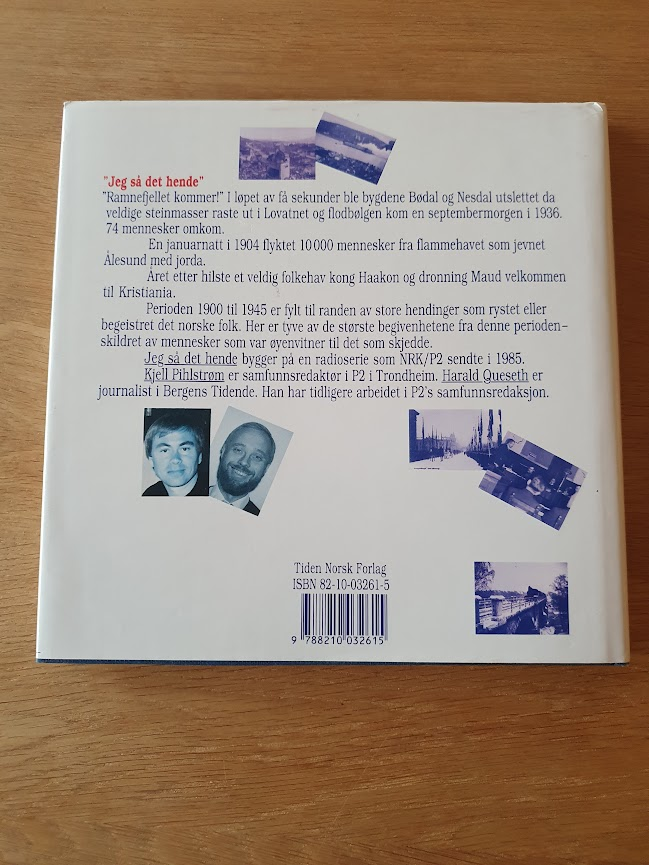 "Jeg så det hende"
"Ramnefjellet kommer!" I løpet av få sekunder ble bygdene Bødal og Nesdal utslettet da
veldige steinmasser raste ut i Lovatnet og flodbølgen kom en septembermorgen i 1936.
74 mennesker omkom.
En januarnatt i 1904 flyktet 10 000 mennesker fra flammehavet som jevnet
Ålesund med jorda.
Året etter hilste et veldig folkehav kong Haakon og dronning Maud velkommen
til Kristiania.
Perioden 1900 til 1945 er fylt til randen av store hendinger som rystet eller
begeistret det norske folk. Her er tyve av de største begivenhetene fra denne perioden–
skildret av mennesker som var øyenvitner til det som skjedde.
Jeg så det hende bygger på en radioserie som NRK/P2 sendte i 1985.
Kjell Pihlstrøm er samfunnsredaktør i P2 i Trondheim. Harald Queseth er
journalist i Bergens Tidende. Han har tidligere arbeidet i P2's samfunnsredaksjon.
Tiden Norsk Forlag
ISBN 82-10-03261-5
9 788210 032615